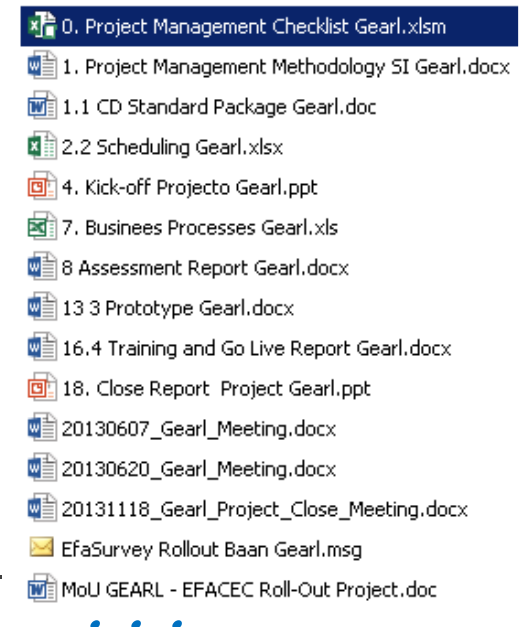 0. Project Management Checklist Gearl.xlsm
1. Project Management Methodology SI Gearl.docx
1.1 CD Standard Package Gearl.doc
2.2 Scheduling Gearl.xlsx
4. Kick-off Projecto Gearl.ppt
7. Businees Processes Gearl.xls
8 Assessment Report Gearl.docx
13 3 Prototype Gearl.docx
16.4 Training and Go Live Report Gearl.docx
18. Close Report  Project Gearl.ppt
20130607_Gearl_Meeting.docx
20130620_Gearl_Meeting.docx
20131118_Gearl_Project_Close_Meeting.docx
EfaSurvey Rollout Baan Gearl.msg
MoU GEARL - EFACEC Roll-Out Project.doc